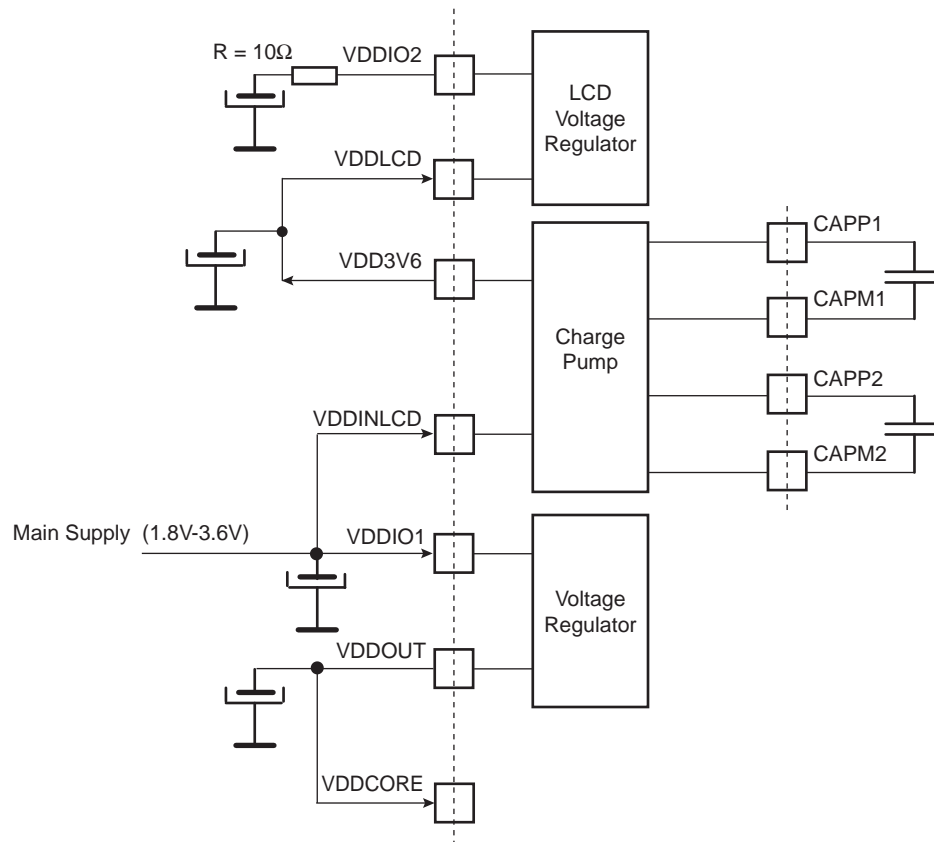 R = 10Ω
VDDIO2
LCD
Voltage
Regulator
VDDLCD
VDD3V6
CAPP1
CAPM1
Charge
Pump
CAPP2
CAPM2
VDDINLCD
Main Supply (1.8V-3.6V)
VDDIO1
Voltage
Regulator
VDDOUT
VDDCORE